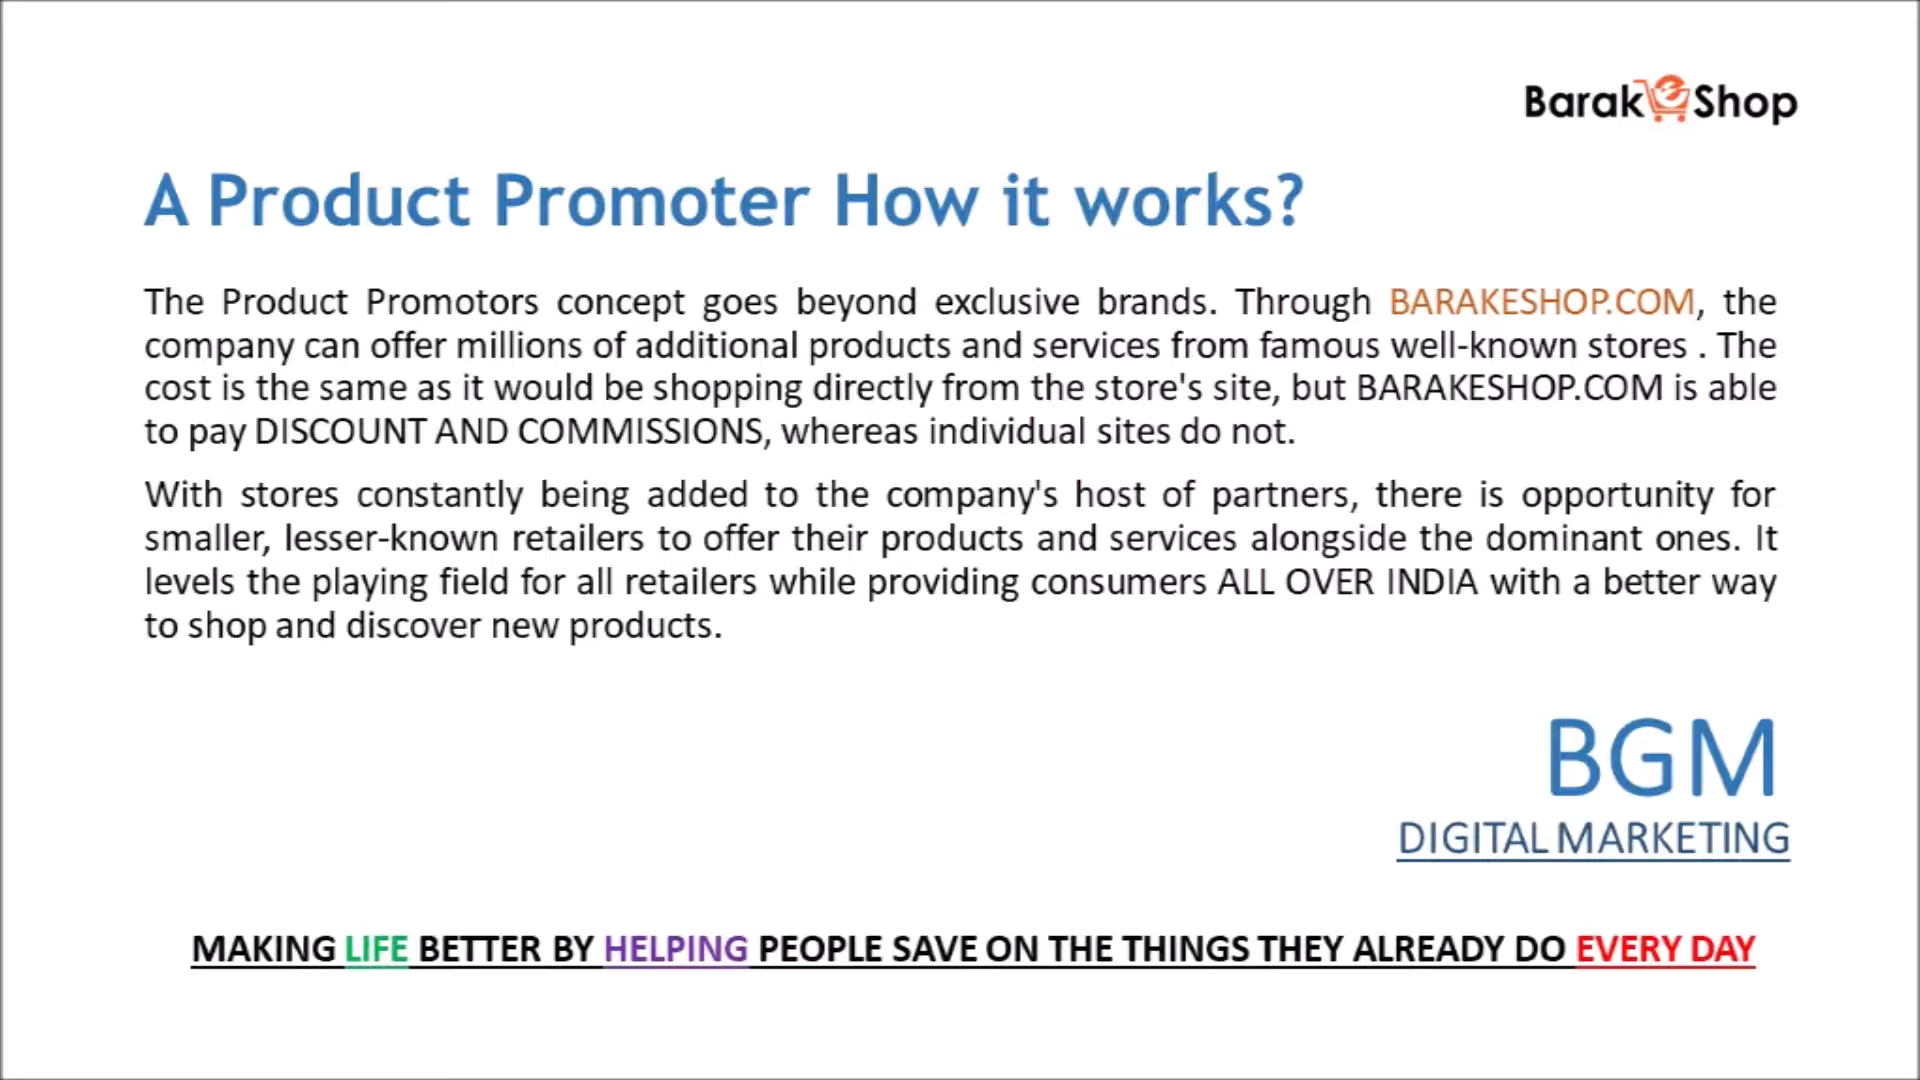 Barak e Shop
A Product Promoter How it works?
The Product Promotors concept goes beyond exclusive brands. Through BARAKESHOP.COM, the
company can offer millions of additional products and services from famous well-known stores . The
cost is the same as it would be shopping directly from the store's site, but BARAKESHOP.COM is able
to pay DISCOUNT AND COMMISSIONS, whereas individual sites do not.
With stores constantly being added to the company's host of partners, there is opportunity for
smaller, lesser-known retailers to offer their products and services alongside the dominant ones. It
levels the playing field for all retailers while providing consumers ALL OVER INDIA with a better way
to shop and discover new products.
BGM
DIGITAL MARKETING
MAKING LIFE BETTER BY HELPING PEOPLE SAVE ON THE THINGS THEY ALREADY DO EVERY DAY